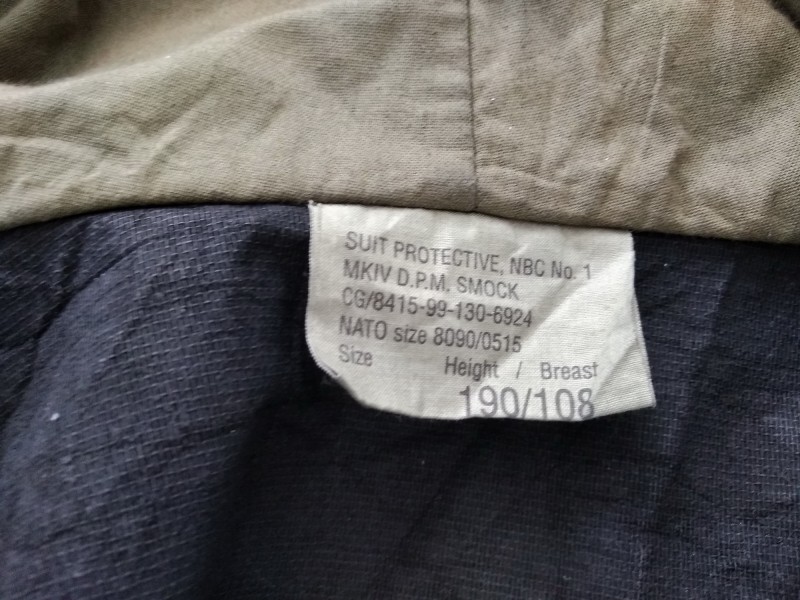 SUIT PROTECTIVE, NBC No. 1
MKIV D.P.M. SMOCK
CG/8415-99-130-6924
NATO size 8090/0515
Size Height / Breast
190/108